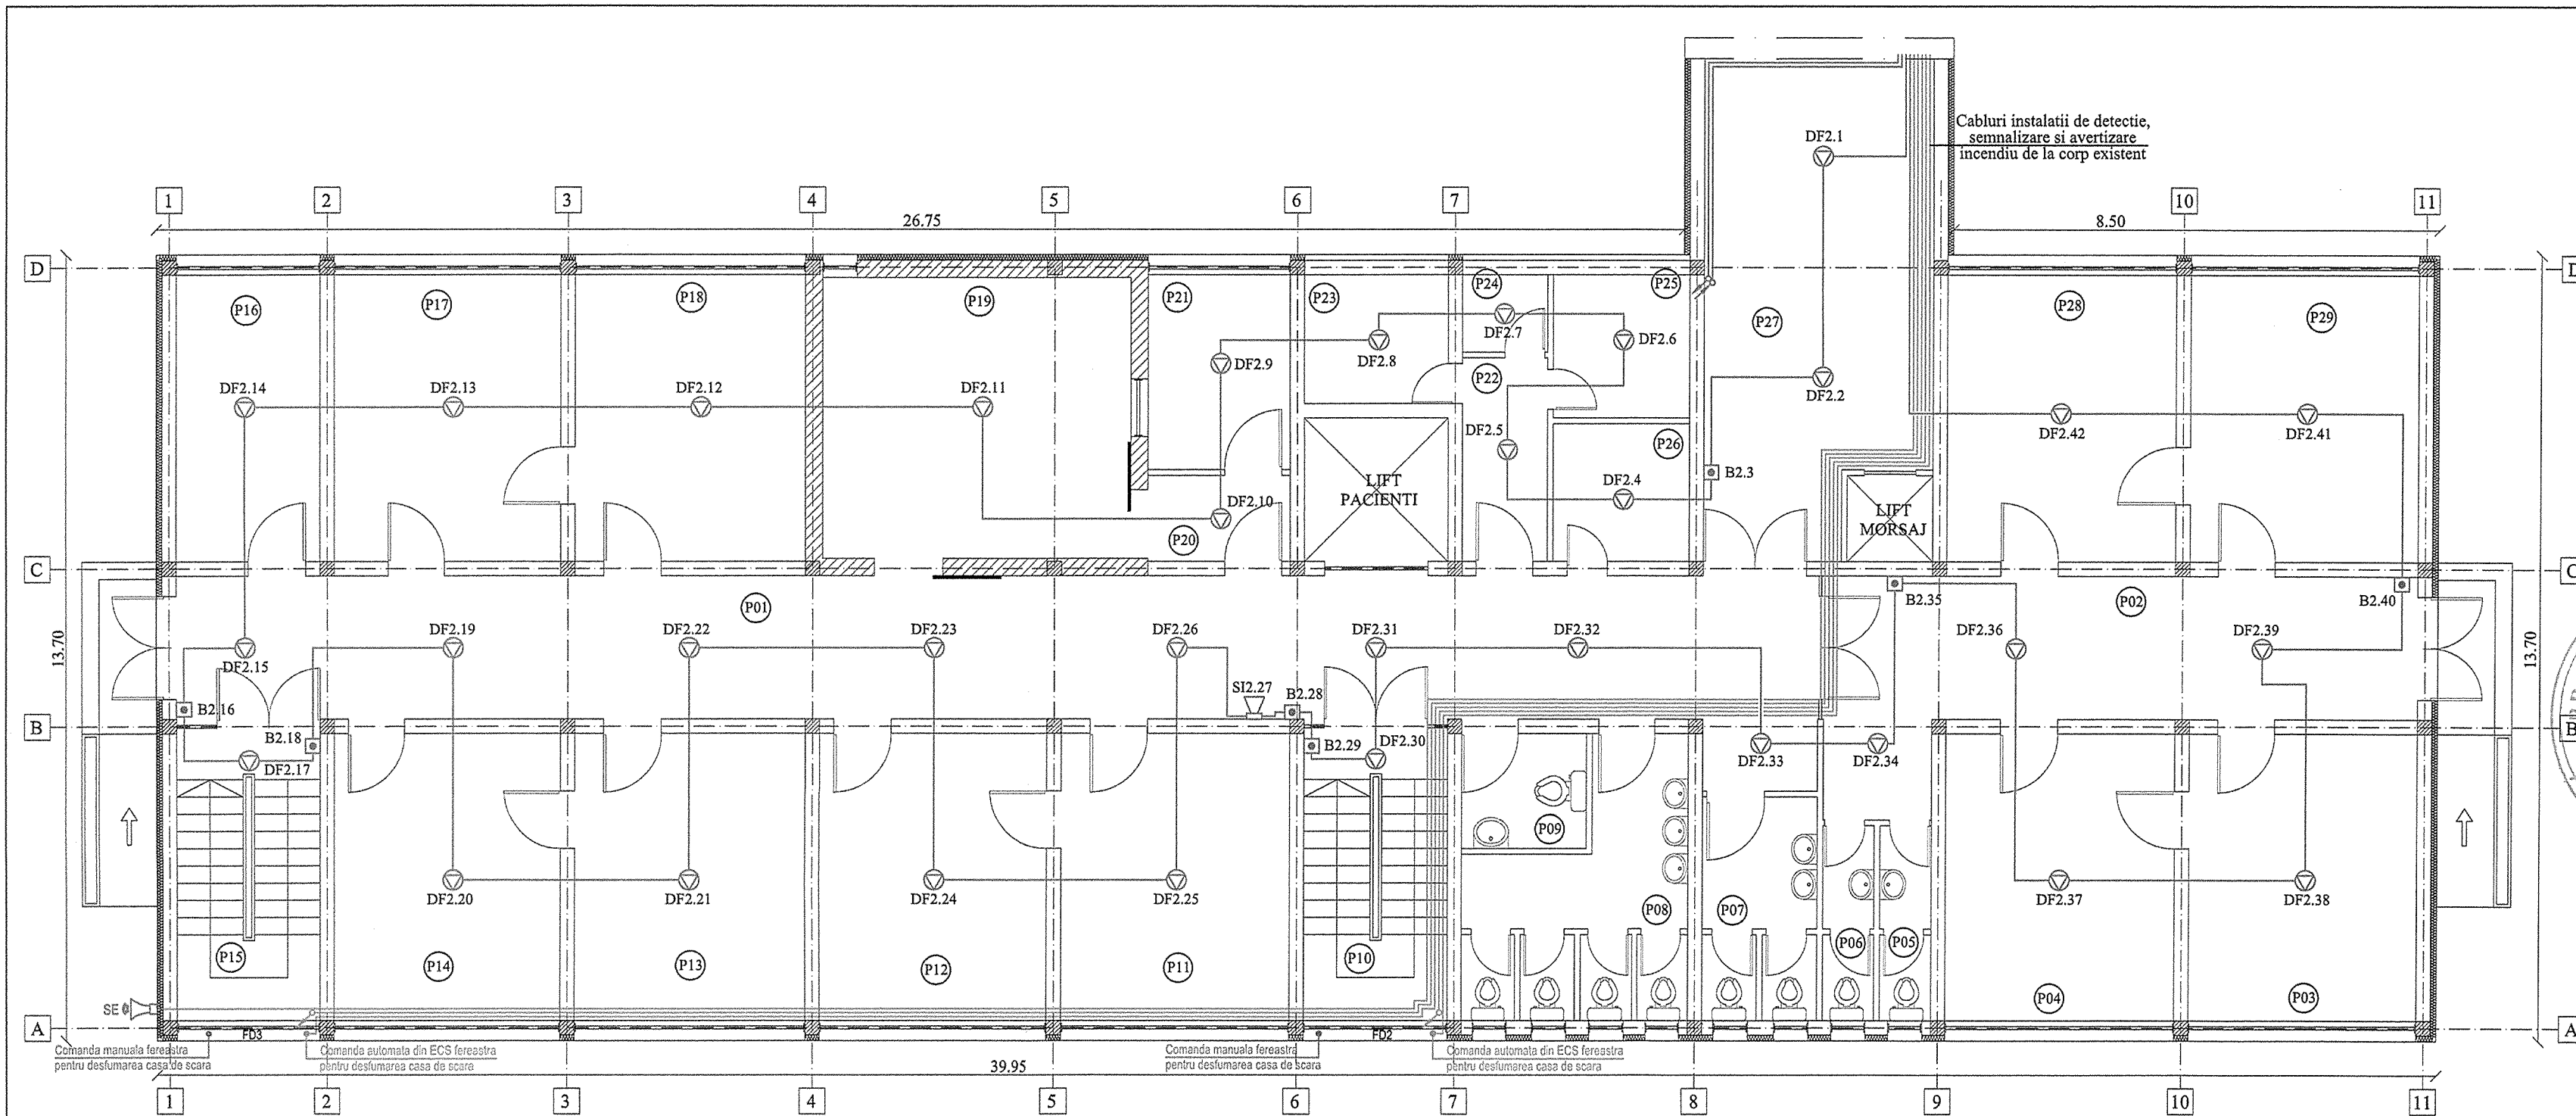 DF2.1
Cabluri instalatii de detectie,
semnalizare si avertizare
incendiu de la corp existent
1
2
3
4
5
6
7
10
11
26.75
8.50
D
P16
P17
P18
P19
P21
P23
P24
P25
P27
P28
P29
D
DF2.7
DF2.6
DF2.8
DF2.9
P22
DF2.2
DF2.14
DF2.13
DF2.12
DF2.11
DF2.5
P26
DF2.42
DF2.41
B2.3
LIFT
PACIENTI
DF2.4
DF2.10
LIFT
MORSAJ
P20
C
C
P01
B2.35
P02
B2.40
13.70
DF2.15
DF2.19
DF2.22
DF2.23
DF2.26
DF2.31
DF2.32
DF2.36
DF2.39
13.70
SI2.27
B2.28
B2.16
B
B
B2.18
B2.29
DF2.30
DF2.17
DF2.33
DF2.34
P09
DF2.20
DF2.21
DF2.24
DF2.25
DF2.37
DF2.38
P08
P07
P06
P05
P15
P14
P13
P12
P11
P10
P04
P03
SE
A
FD3
FD2
A
Comanda manuala fereastra
pentru desfumarea casa de scara
Comanda automata din ECS fereastra
pentru desfumarea casa de scara
Comanda manuala fereastra
pentru desfumarea casa de scara
Comanda automata din ECS fereastra
pentru desfumarea casa de scara
39.95
1
2
3
4
5
6
7
8
9
10
11